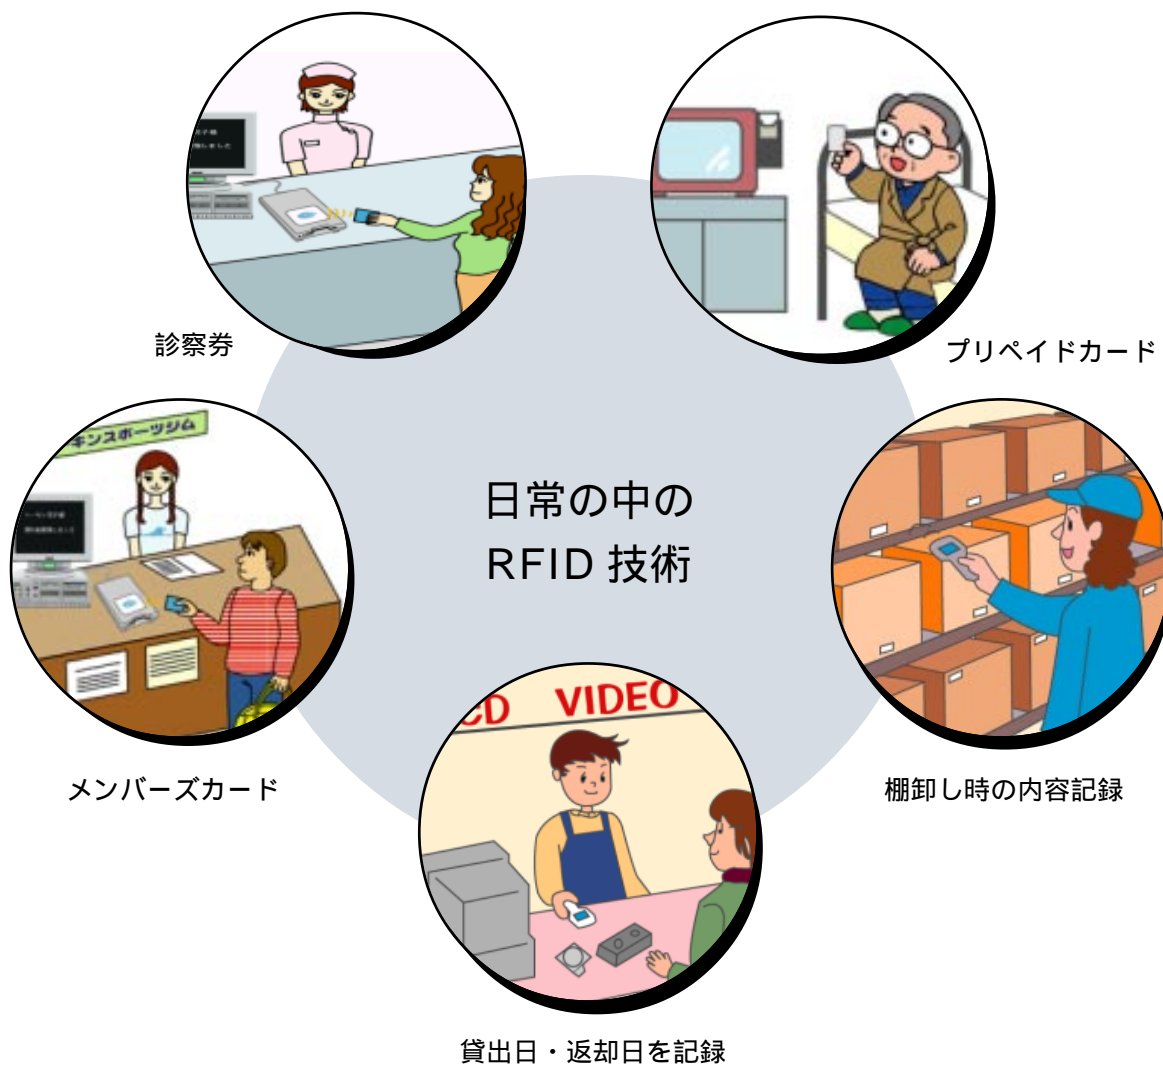 診察券
プリペイドカード
キンスポーツジム
日常の中の
RFID 技術
メンバーズカード
棚卸し時の内容記録
CD VIDEO
貸出日・返却日を記録